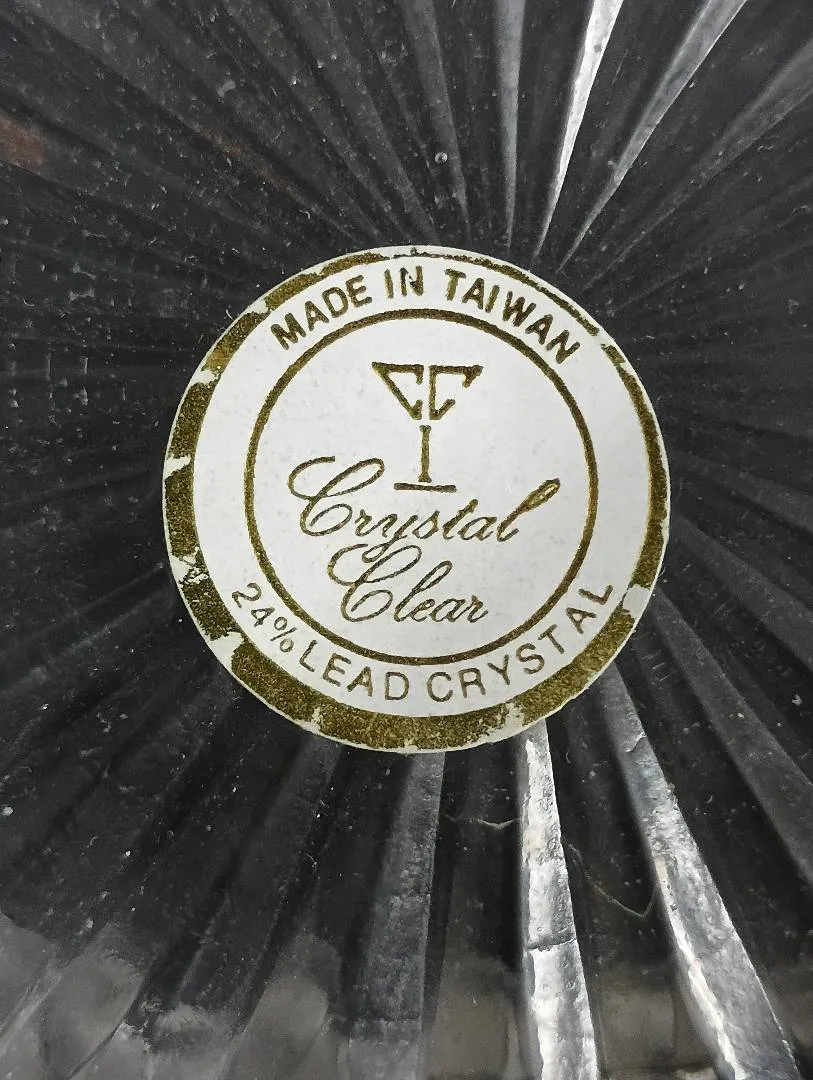 MADE IN TAIWAN
CC
Crystal
Clear
24% LEAD CRYSTAL